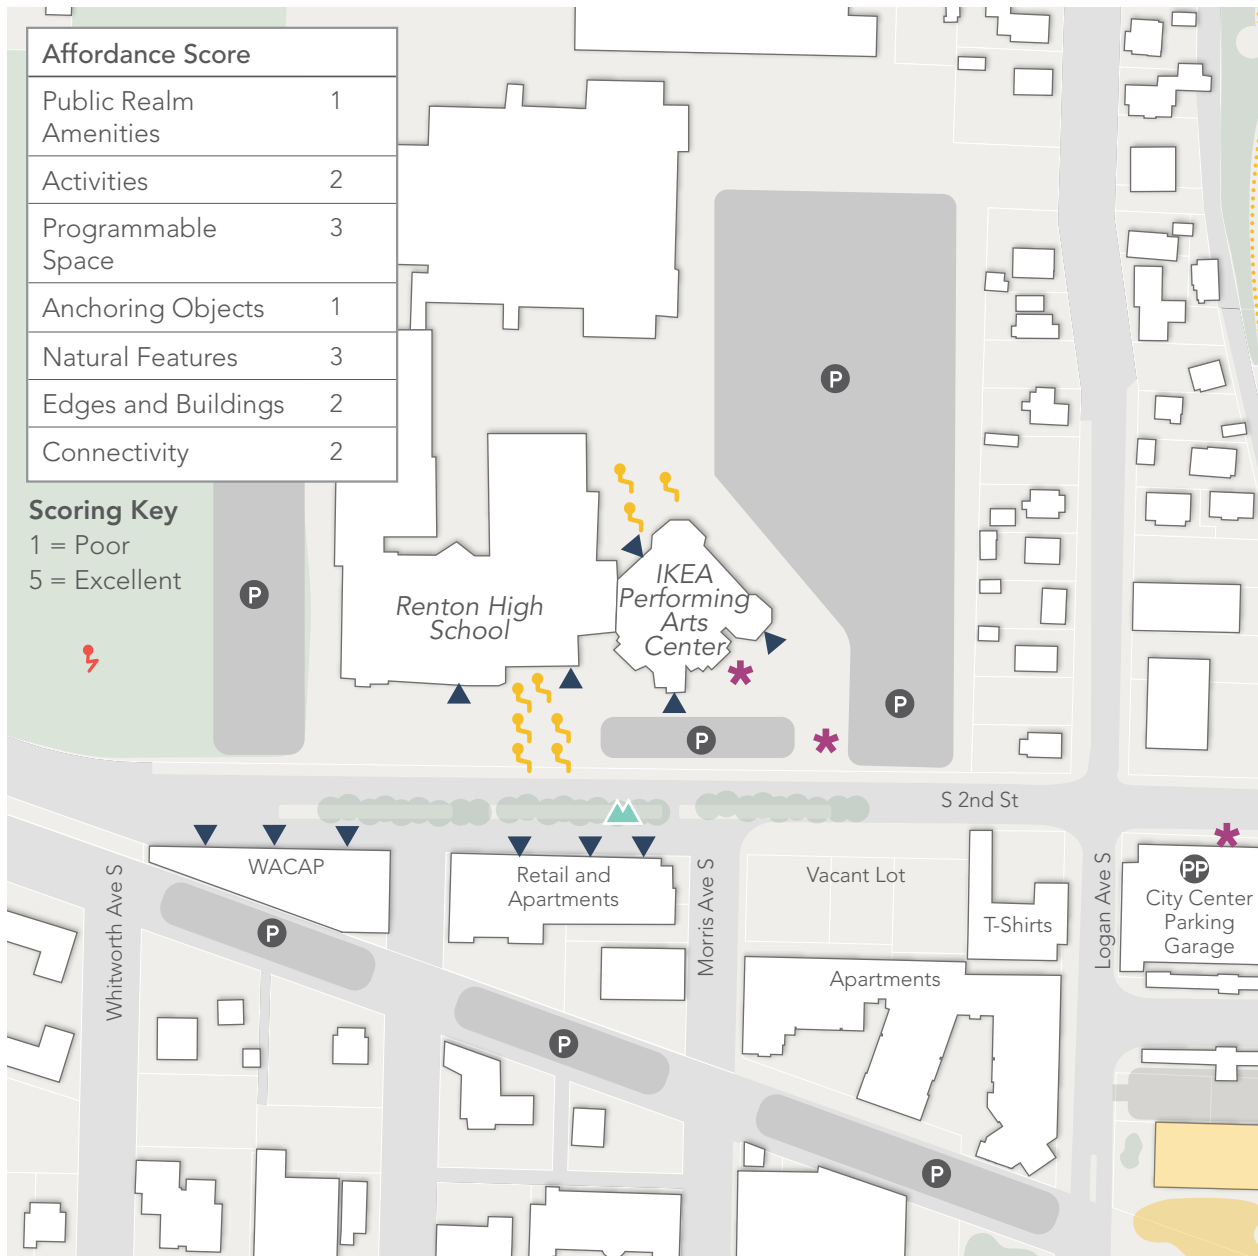 Affordance Score
Public Realm 1
Amenities
Activities 2
Programmable 3
Space
Anchoring Objects 1
Natural Features 3
Edges and Buildings 2
Connectivity 2
Scoring Key
1 = Poor
5 = Excellent
P
P
IKEA
Performing
Arts
Center
Renton High
School
P
P
P
S 2nd St
WACAP
Retail and
Apartments
Vacant Lot
T-Shirts
PP
City Center
Parking
Garage
Whitworth Ave S
Morris Ave S
Logan Ave S
Apartments
P
P
P